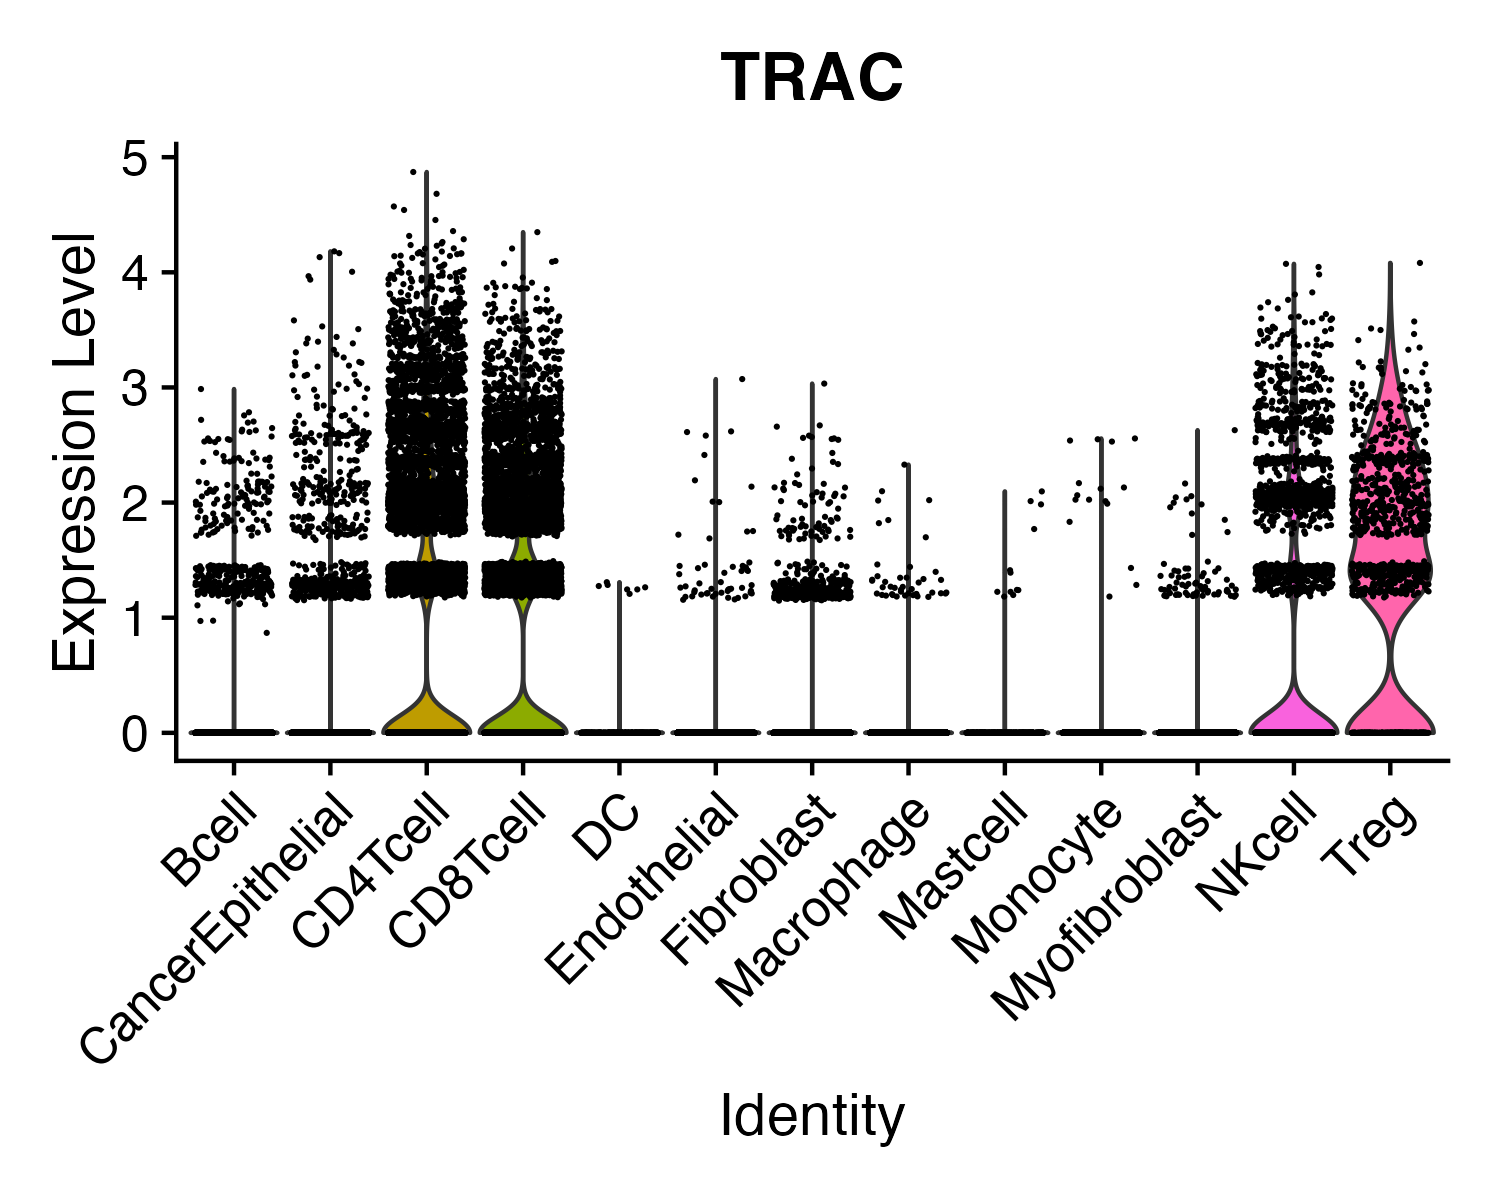 TRAC
Expression Level
5
4
3
2
1
0
Bcell
CancerEpithelial
CD4Tcell
CD8Tcell
DC
Endothelial
Fibroblast
Macrophage
Mastcell
Monocyte
Myofibroblast
NKcell
Treg
Identity